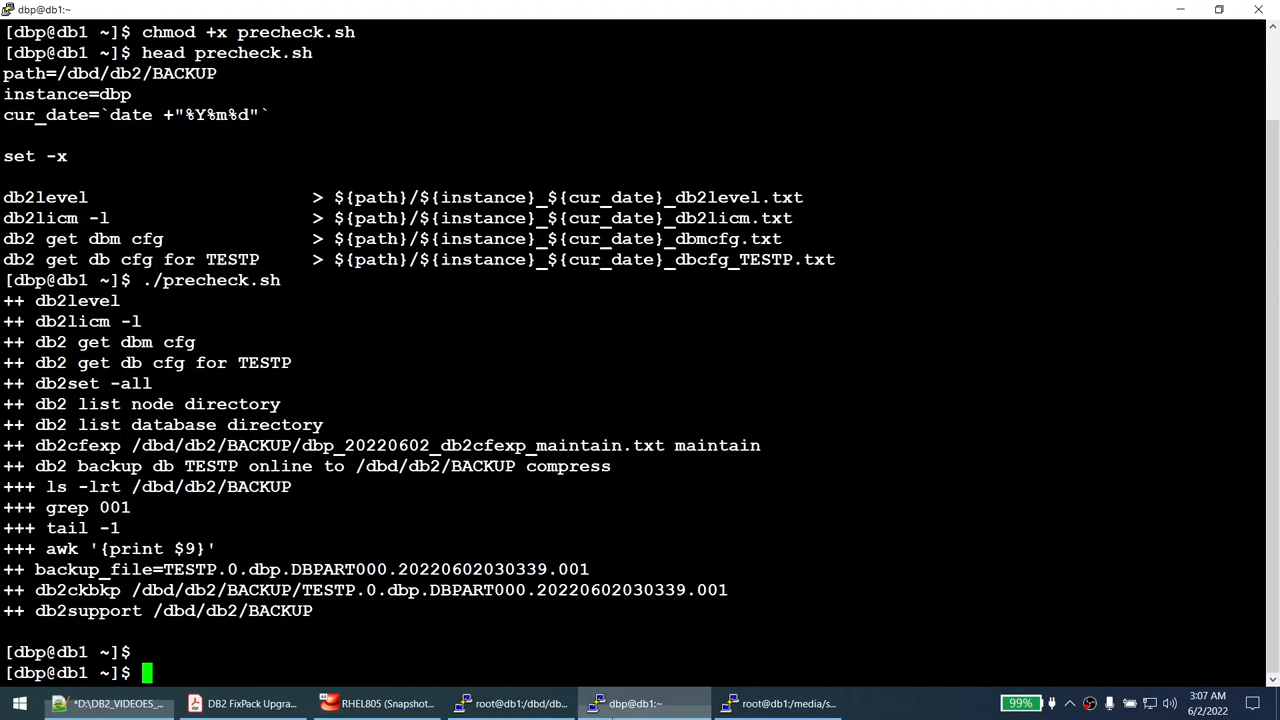 dbp@db1:~
[dbp@db1 ~]$ chmod +x precheck.sh
[dbp@db1 ~]$ head precheck.sh
path=/dbd/db2/BACKUP
instance=dbp
cur_date=`date +"%Y%m%d"`
set -x
db2level > ${path}/${instance}_${cur_date}_db2level.txt
db2licm -l > ${path}/${instance}_${cur_date}_db2licm.txt
db2 get dbm cfg > ${path}/${instance}_${cur_date}_dbmcfg.txt
db2 get db cfg for TESTP > ${path}/${instance}_${cur_date}_dbcfg_TESTP.txt
[dbp@db1 ~]$ ./precheck.sh
++ db2level
++ db2licm -l
++ db2 get dbm cfg
++ db2 get db cfg for TESTP
++ db2set -all
++ db2 list node directory
++ db2 list database directory
++ db2cfexp /dbd/db2/BACKUP/dbp_20220602_db2cfexp_maintain.txt maintain
++ db2 backup db TESTP online to /dbd/db2/BACKUP compress
+++ ls -lrt /dbd/db2/BACKUP
+++ grep 001
+++ tail -1
+++ awk '{print $9}'
++ backup_file=TESTP.0.dbp.DBPART000.20220602030339.001
++ db2ckbkp /dbd/db2/BACKUP/TESTP.0.dbp.DBPART000.20220602030339.001
++ db2support /dbd/db2/BACKUP
[dbp@db1 ~]$
[dbp@db1 ~]$
*D:\DB2_VIDEOES_... DB2 FixPack Upgra... RHEL805 (Snapshot... root@db1:/dbd/db... dbp@db1:~ root@db1:/media/s... 99% 3:07 AM
6/2/2022